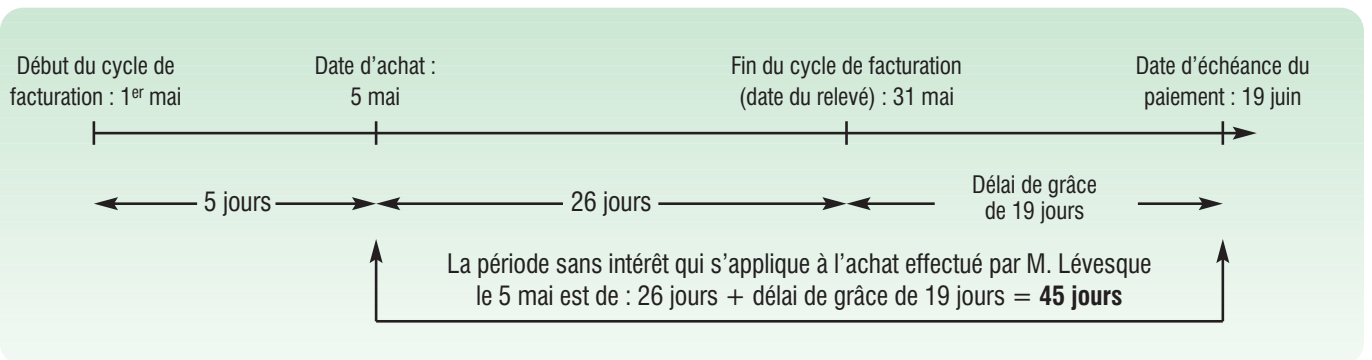 Début du cycle de
facturation : 1er mai
Date d'achat :
5 mai
Fin du cycle de facturation
(date du relevé) : 31 mai
Date d'échéance du
paiement : 19 juin
5 jours
26 jours
Délai de grâce
de 19 jours
La période sans intérêt qui s’applique à l’achat effectué par M. Lévesque
le 5 mai est de : 26 jours + délai de grâce de 19 jours = 45 jours